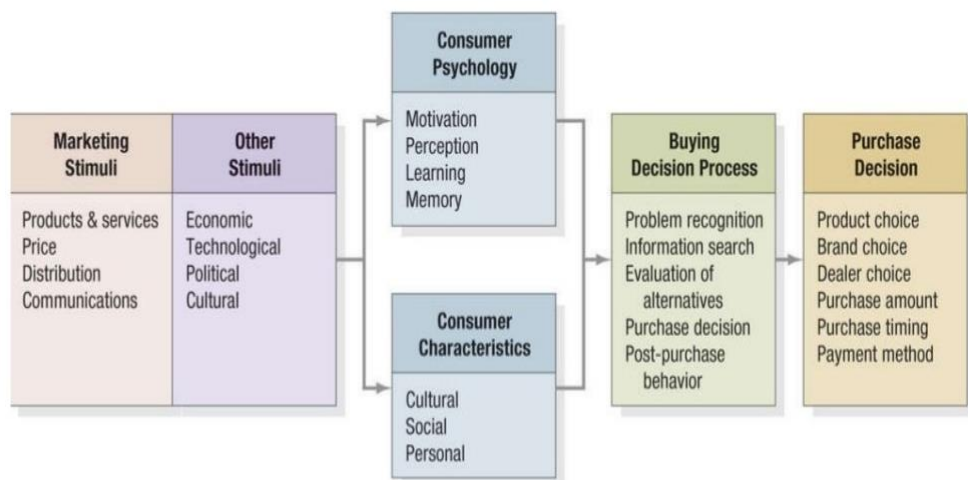 Marketing
Stimuli
Products & services
Price
Distribution
Communications
Other
Stimuli
Economic
Technological
Political
Cultural
Consumer
Psychology
Motivation
Perception
Learning
Memory
Consumer
Characteristics
Cultural
Social
Personal
Buying
Decision Process
Problem recognition
Information search
Evaluation of
alternatives
Purchase decision
Post-purchase
behavior
Purchase
Decision
Product choice
Brand choice
Dealer choice
Purchase amount
Purchase timing
Payment method